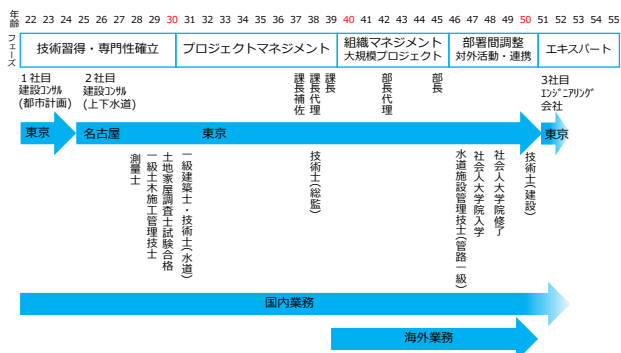 年齢 22 23 24 25 26 27 28 29 30 31 32 33 34 35 36 37 38 39 40 41 42 43 44 45 46 47 48 49 50 51 52 53 54 55
フェーズ
技術習得・専門性確立
プロジェクトマネジメント
組織マネジメント
大規模プロジェクト
部署間調整
対外活動・連携
エキスパート
1社目
建設コンサル
(都市計画)
2社目
建設コンサル
(上下水道)
課長補佐
課長代理
課長
部長代理
部長
3社目
エンジニアリング
会社
東京
名古屋
東京
東京
測量士
一級土木施工管理技士
土地家屋調査士試験合格
一級建築士・技術士(水道)
技術士(総監)
水道施設管理技士(管路一級)
社会人大学院入学
社会人大学院修了
技術士(建設)
国内業務
海外業務